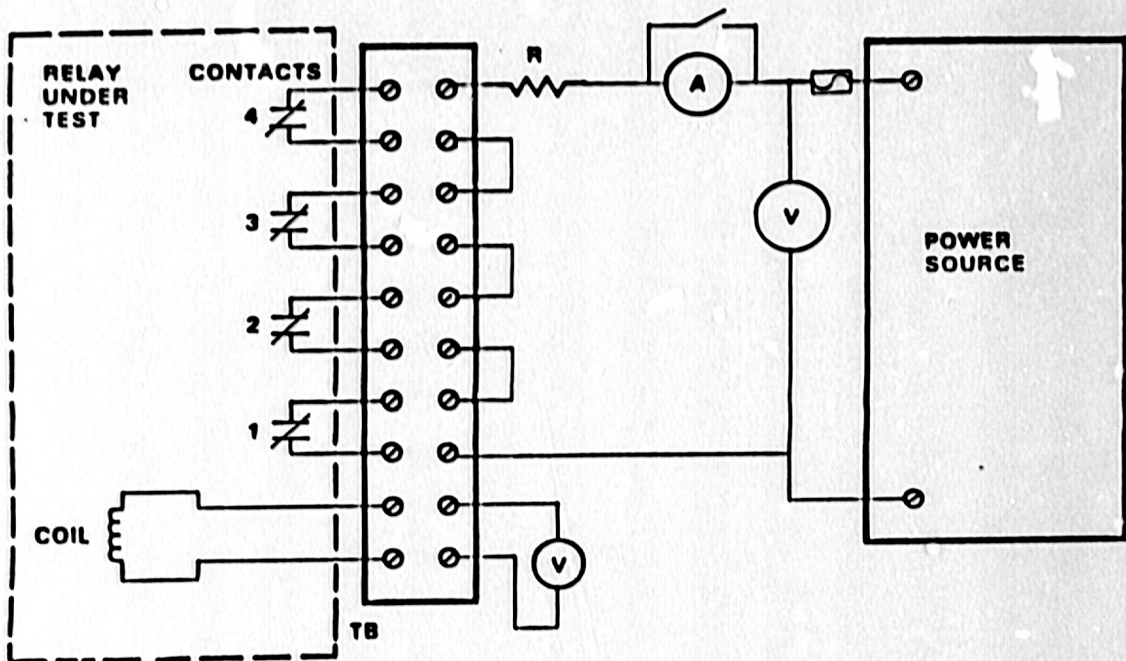 RELAY
UNDER
TEST
CONTACTS
4
3
2
1
COIL
TB
R
A
V
V
POWER
SOURCE